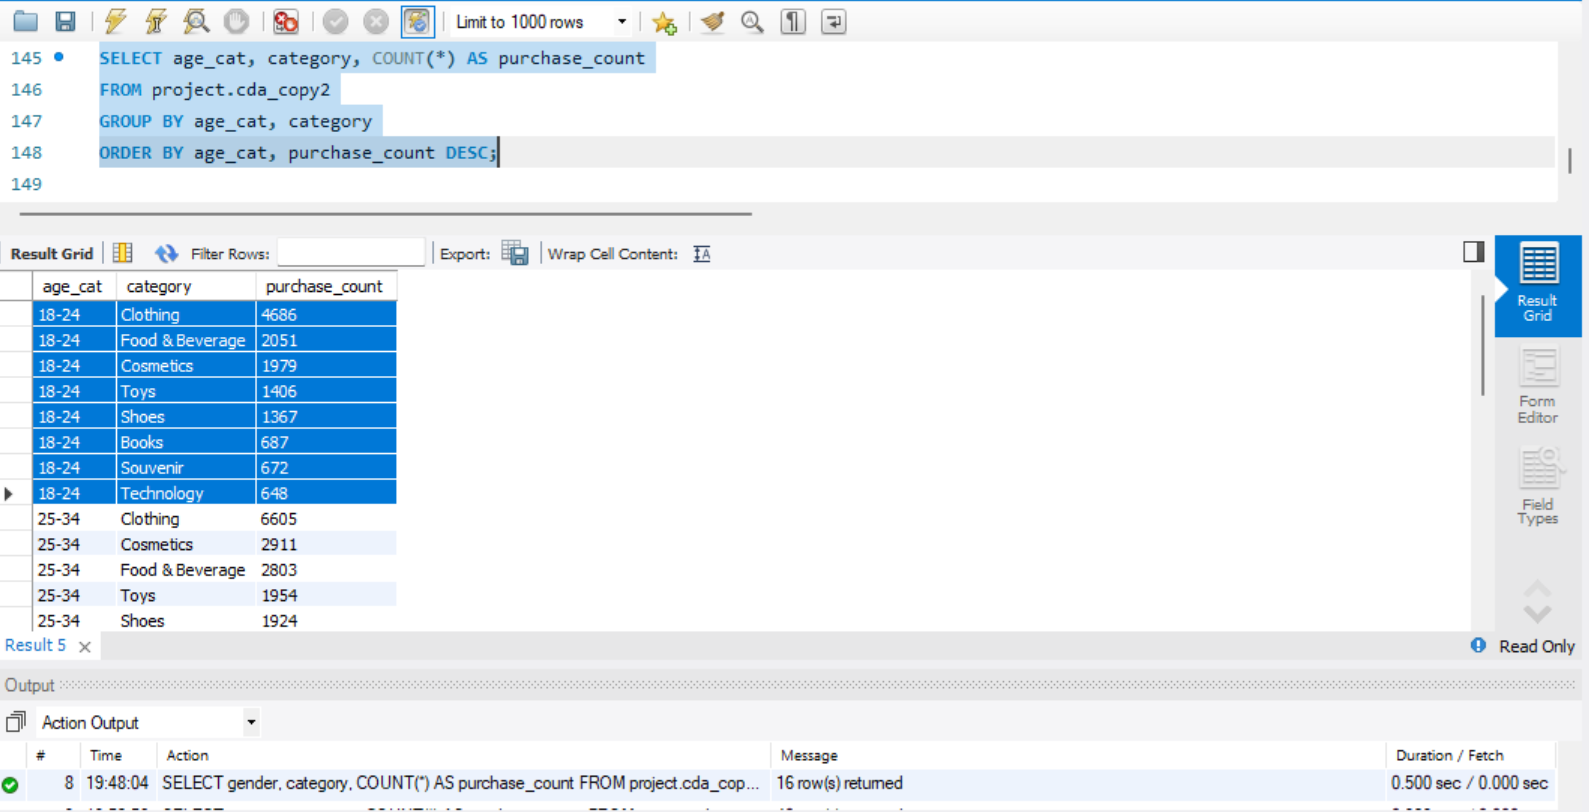 Limit to 1000 rows
145 SELECT age_cat, category, COUNT(*) AS purchase_count
146 FROM project.cda_copy2
147 GROUP BY age_cat, category
148 ORDER BY age_cat, purchase_count DESC;
149
Result Grid Filter Rows: Export: Wrap Cell Content:
age_cat category purchase_count
18-24 Clothing 4686
18-24 Food & Beverage 2051
18-24 Cosmetics 1979
18-24 Toys 1406
18-24 Shoes 1367
18-24 Books 687
18-24 Souvenir 672
18-24 Technology 648
25-34 Clothing 6605
25-34 Cosmetics 2911
25-34 Food & Beverage 2803
25-34 Toys 1954
25-34 Shoes 1924
Result
Grid
Form
Editor
Field
Types
Result 5 Read Only
Output
Action Output
# Time Action Message Duration / Fetch
8 19:48:04 SELECT gender, category, COUNT(*) AS purchase_count FROM project.cda_cop... 16 row(s) returned 0.500 sec / 0.000 sec